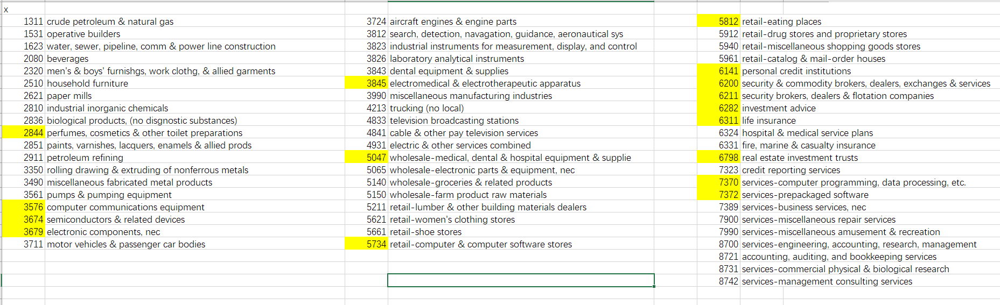 x
1311 crude petroleum & natural gas
1531 operative builders
1623 water, sewer, pipeline, comm & power line construction
2080 beverages
2320 men's & boys' furnishgs, work clothg, & allied garments
2510 household furniture
2621 paper mills
2810 industrial inorganic chemicals
2836 biological products, (no disgnostic substances)
2844 perfumes, cosmetics & other toilet preparations
2851 paints, varnishes, lacquers, enamels & allied prods
2911 petroleum refining
3350 rolling drawing & extruding of nonferrous metals
3490 miscellaneous fabricated metal products
3561 pumps & pumping equipment
3576 computer communications equipment
3674 semiconductors & related devices
3679 electronic components, nec
3711 motor vehicles & passenger car bodies
3724 aircraft engines & engine parts
3812 search, detection, navagation, guidance, aeronautical sys
3823 industrial instruments for measurement, display, and control
3826 laboratory analytical instruments
3843 dental equipment & supplies
3845 electromedical & electrotherapeutic apparatus
3990 miscellaneous manufacturing industries
4213 trucking (no local)
4833 television broadcasting stations
4841 cable & other pay television services
4931 electric & other services combined
5047 wholesale-medical, dental & hospital equipment & supplie
5065 wholesale-electronic parts & equipment, nec
5140 wholesale-groceries & related products
5150 wholesale-farm product raw materials
5211 retail-lumber & other building materials dealers
5621 retail-women's clothing stores
5661 retail-shoe stores
5734 retail-computer & computer software stores
5812 retail-eating places
5912 retail-drug stores and proprietary stores
5940 retail-miscellaneous shopping goods stores
5961 retail-catalog & mail-order houses
6141 personal credit institutions
6200 security & commodity brokers, dealers, exchanges & services
6211 security brokers, dealers & flotation companies
6282 investment advice
6311 life insurance
6324 hospital & medical service plans
6331 fire, marine & casualty insurance
6798 real estate investment trusts
7323 credit reporting services
7370 services-computer programming, data processing, etc.
7372 services-prepackaged software
7389 services-business services, nec
7900 services-miscellaneous repair services
7990 services-miscellaneous amusement & recreation
8700 services-engineering, accounting, research, management
8721 accounting, auditing, and bookkeeping services
8731 services-commercial physical & biological research
8742 services-management consulting services